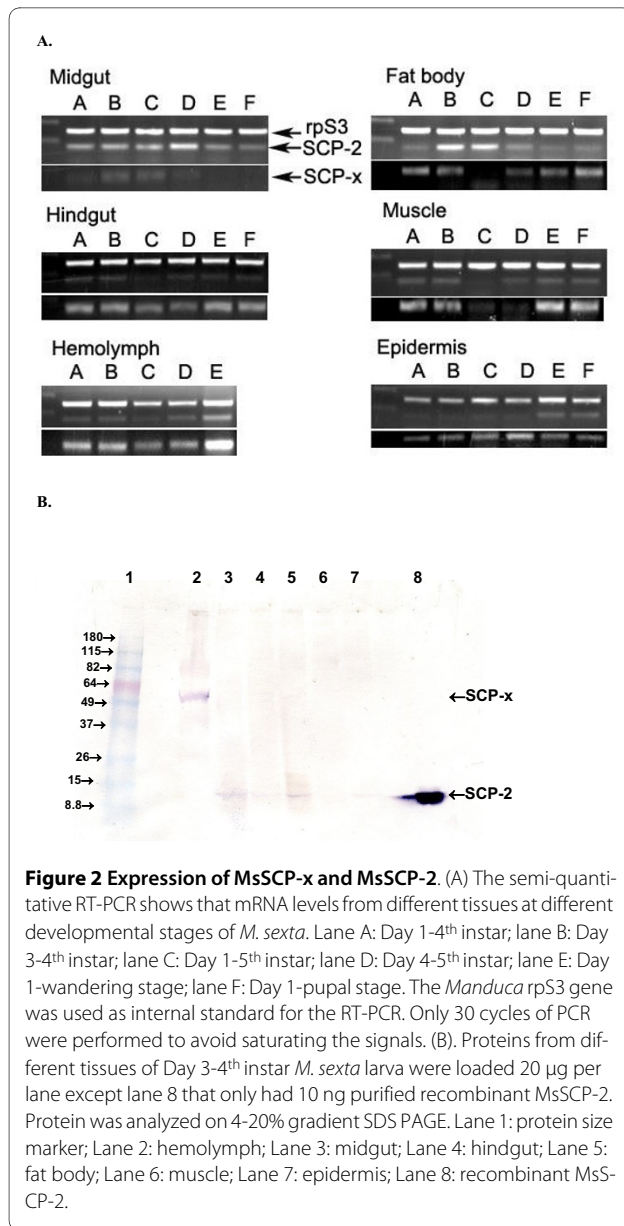 A.
Midgut
A B C D E F
rpS3
SCP-2
SCP-x
Fat body
A B C D E F
Hindgut
A B C D E F
Muscle
A B C D E F
Hemolymph
A B C D E
Epidermis
A B C D E F
B.
1 2 3 4 5 6 7 8
180→
115→
82→
64→
49→
37→
26→
15→
8.8→
←SCP-x
←SCP-2
Figure 2 Expression of MsSCP-x and MsSCP-2. (A) The semi-quanti-
tative RT-PCR shows that mRNA levels from different tissues at different
developmental stages of M. sexta. Lane A: Day 1-4th instar; lane B: Day
3-4th instar; lane C: Day 1-5th instar; lane D: Day 4-5th instar; lane E: Day
1-wandering stage; lane F: Day 1-pupal stage. The Manduca rpS3 gene
was used as internal standard for the RT-PCR. Only 30 cycles of PCR
were performed to avoid saturating the signals. (B). Proteins from dif-
ferent tissues of Day 3-4th instar M. sexta larva were loaded 20 μg per
lane except lane 8 that only had 10 ng purified recombinant MsSCP-2.
Protein was analyzed on 4-20% gradient SDS PAGE. Lane 1: protein size
marker; Lane 2: hemolymph; Lane 3: midgut; Lane 4: hindgut; Lane 5:
fat body; Lane 6: muscle; Lane 7: epidermis; Lane 8: recombinant MsS-
CP-2.